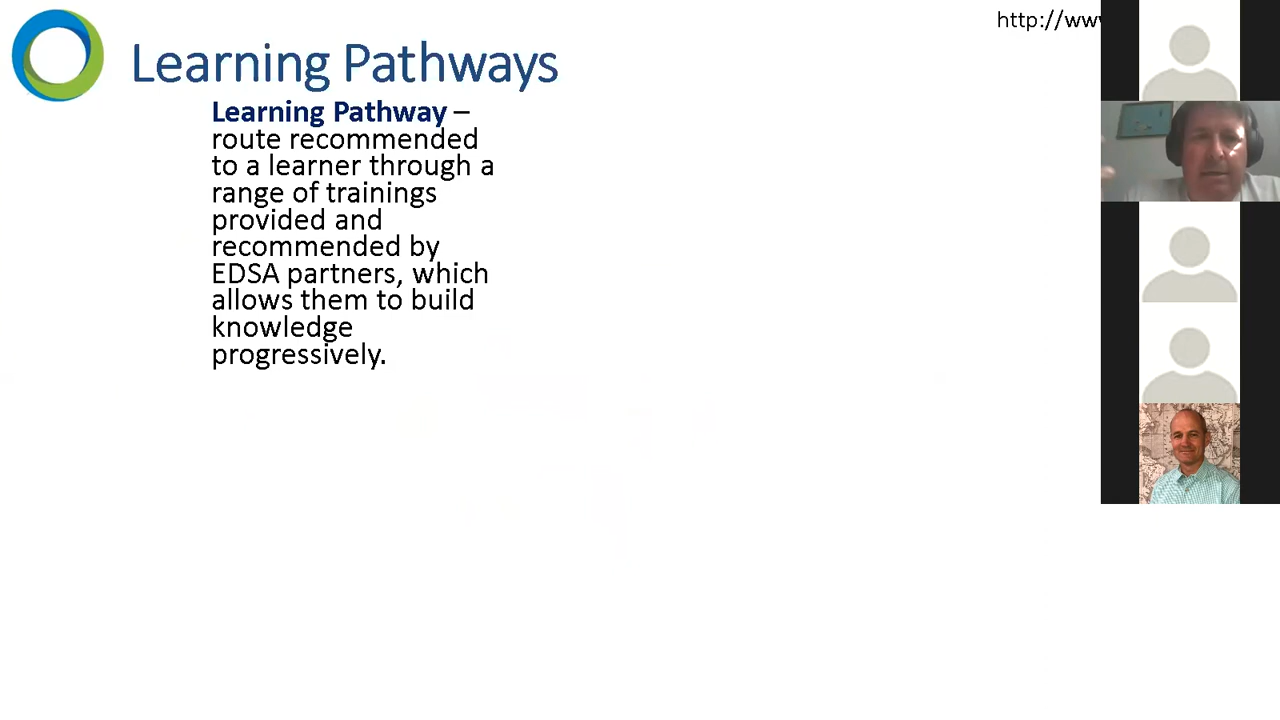 http://www
Learning Pathways
Learning Pathway –
route recommended
to a learner through a
range of trainings
provided and
recommended by
EDSA partners, which
allows them to build
knowledge
progressively.